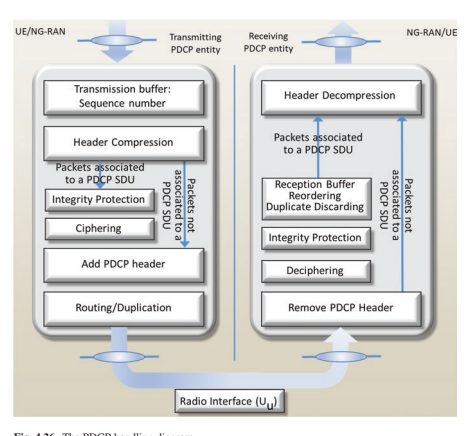 UE/NG-RAN
Transmitting
PDCP entity
Receiving
PDCP entity
NG-RAN/UE
Transmission buffer:
Sequence number
Header Compression
Packets associated
to a PDCP SDU
Packets not
associated to a
PDCP SDU
Integrity Protection
Ciphering
Add PDCP header
Routing/Duplication
Header Decompression
Packets associated
to a PDCP SDU
Packets not
associated to a
PDCP SDU
Reception Buffer
Reordering
Duplicate Discarding
Integrity Protection
Deciphering
Remove PDCP Header
Radio Interface (Uu)
Fig. 4.26 The PDCP handling diagram